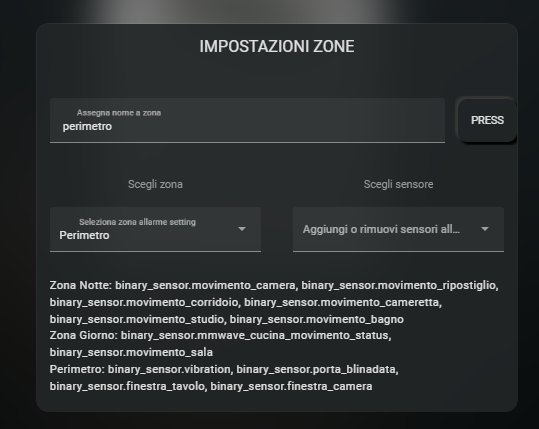 IMPOSTAZIONI ZONE
Assegna nome a zona
perimetro
PRESS
Scegli zona
Scegli sensore
Seleziona zona allarme setting
Perimetro
Aggiungi o rimuovi sensori all...
Zona Notte: binary_sensor.movimento_camera, binary_sensor.movimento_ripostiglio,
binary_sensor.movimento_corridoio, binary_sensor.movimento_cameretta,
binary_sensor.movimento_studio, binary_sensor.movimento_bagno
Zona Giorno: binary_sensor.mmwave_cucina_movimento_status,
binary_sensor.movimento_sala
Perimetro: binary_sensor.vibration, binary_sensor.porta_blinadata,
binary_sensor.finestra_tavolo, binary_sensor.finestra_camera